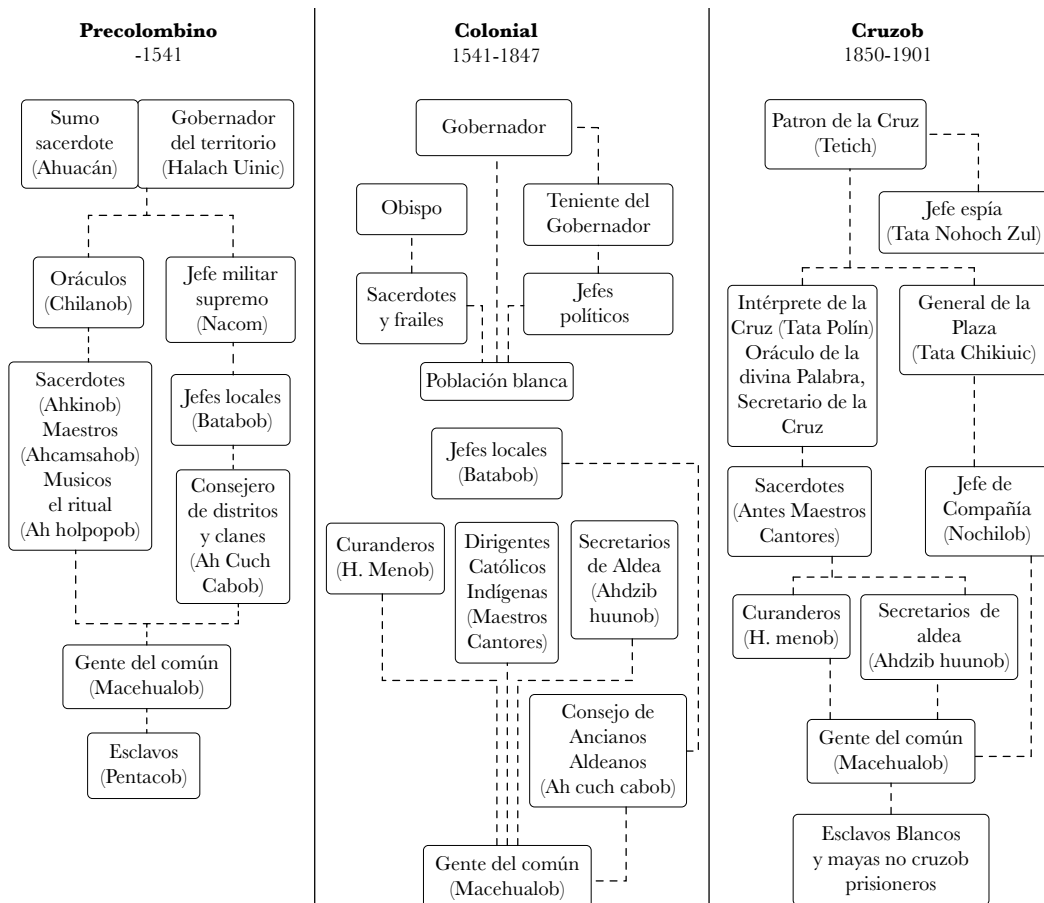 Precolombino
-1541
Sumo
sacerdote
(Ahuacán)
Gobernador
del territorio
(Halach Uinic)
Oráculos
(Chilanob)
Jefe militar
supremo
(Nacom)
Sacerdotes
(Ahkinob)
Maestros
(Ahcamsahob)
Musicos
el ritual
(Ah holpopob)
Jefes locales
(Batabob)
Consejero
de distritos
y clanes
(Ah Cuch
Cabob)
Gente del común
(Macehualob)
Esclavos
(Pentacob)
Colonial
1541-1847
Gobernador
Obispo
Teniente del
Gobernador
Sacerdotes
y frailes
Jefes
políticos
Población blanca
Jefes locales
(Batabob)
Curanderos
(H. Menob)
Dirigentes
Católicos
Indígenas
(Maestros
Cantores)
Secretarios
de Aldea
(Ahdzib
huunob)
Consejo de
Ancianos
Aldeanos
(Ah cuch cabob)
Gente del común
(Macehualob)
Cruzob
1850-1901
Patron de la Cruz
(Tetich)
Jefe espía
(Tata Nohoch Zul)
Intérprete de la
Cruz (Tata Polín)
Oráculo de la
divina Palabra,
Secretario de la
Cruz
General de la
Plaza
(Tata Chikiuic)
Sacerdotes
(Antes Maestros
Cantores)
Jefe de
Compañía
(Nochilob)
Curanderos
(H. menob)
Secretarios de
aldea
(Ahdzib huunob)
Gente del común
(Macehualob)
Esclavos Blancos
y mayas no cruzob
prisioneros